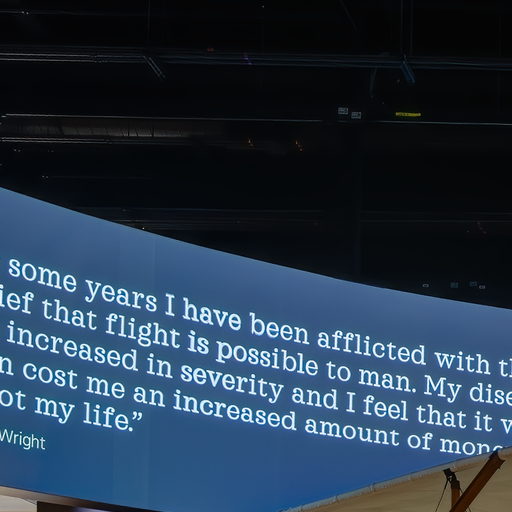 some years I have been afflicted with th
ief that flight is possible to man. My dise
increased in severity and I feel that it w
n cost me an increased amount of mone
ot my life.”
Wright